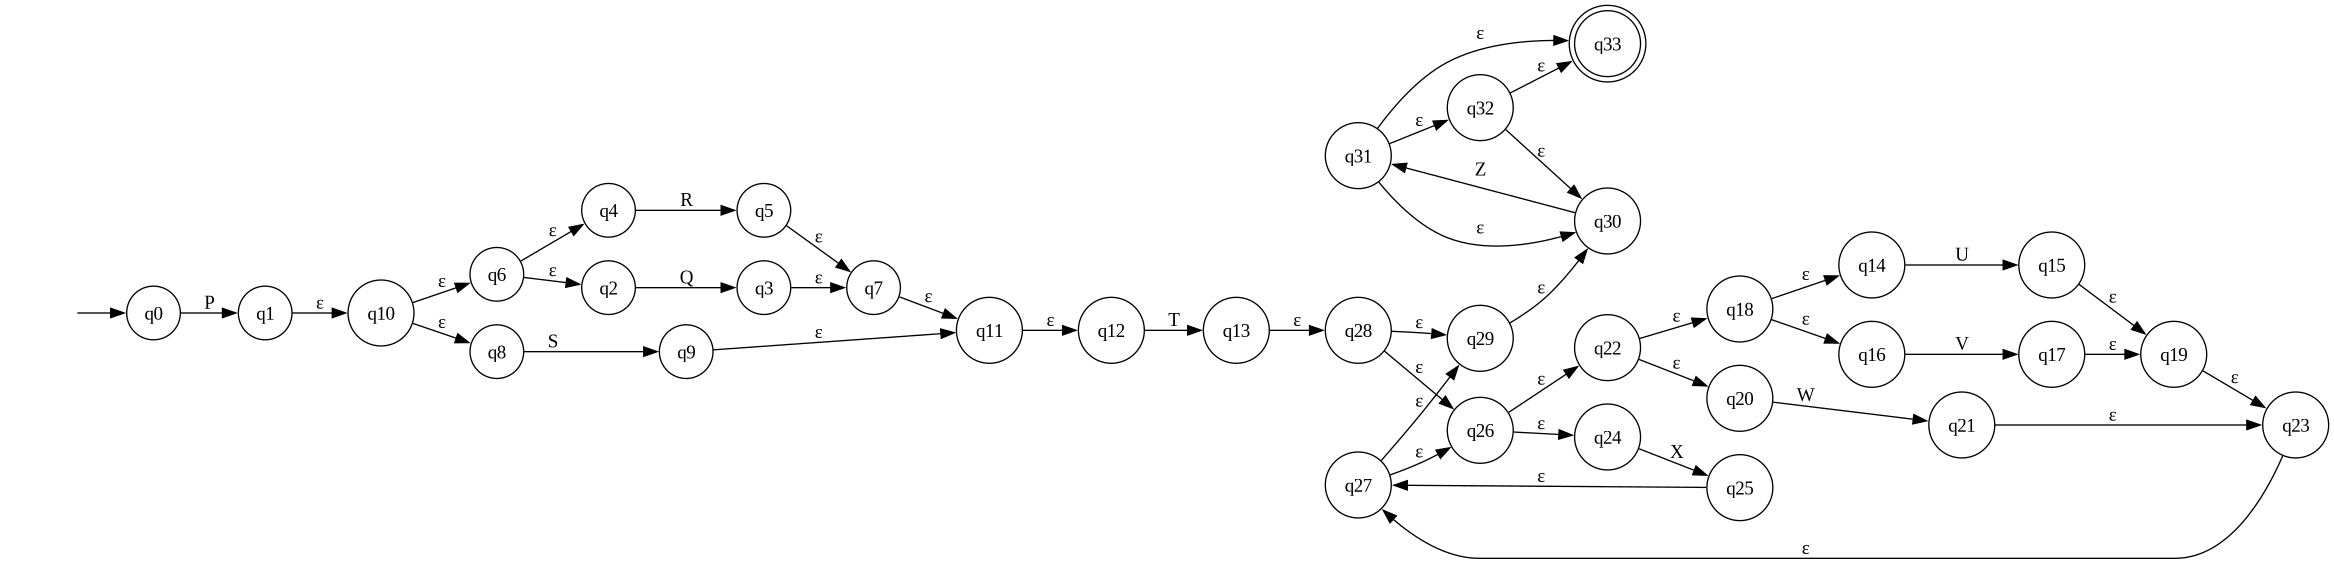 ε
q33
ε
q32
ε
q31
ε
Z
R
q4
q5
ε
q30
ε
ε
ε
U
q14
q15
q6
ε
Q
ε
ε
ε
q2
q3
q7
ε
ε
ε
P
ε
q18
q0
q1
q10
ε
ε
T
ε
ε
q28
ε
ε
q11
q12
q13
q29
q22
V
ε
S
ε
q16
q17
q19
q8
q9
ε
ε
ε
ε
W
q20
ε
ε
ε
q26
q24
q21
q23
ε
X
ε
q27
q25
ε